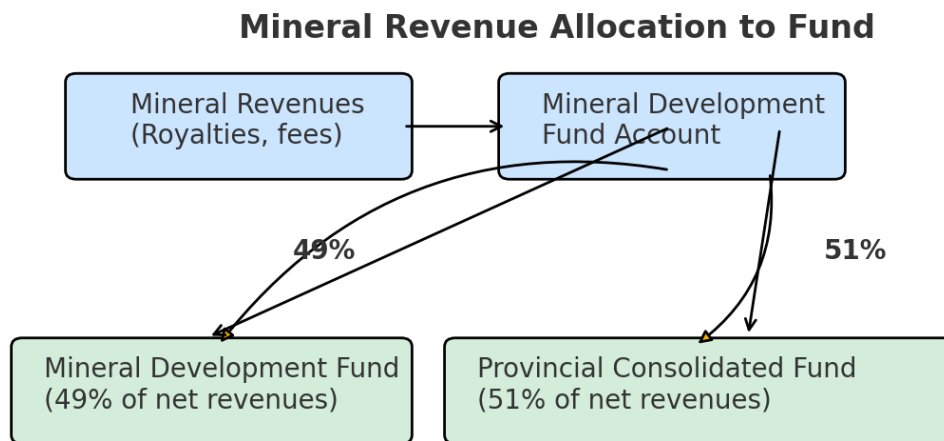 Mineral Revenue Allocation to Fund
Mineral Revenues
(Royalties, fees)
Mineral Development
Fund Account
49%
51%
Mineral Development Fund
(49% of net revenues)
Provincial Consolidated Fund
(51% of net revenues)